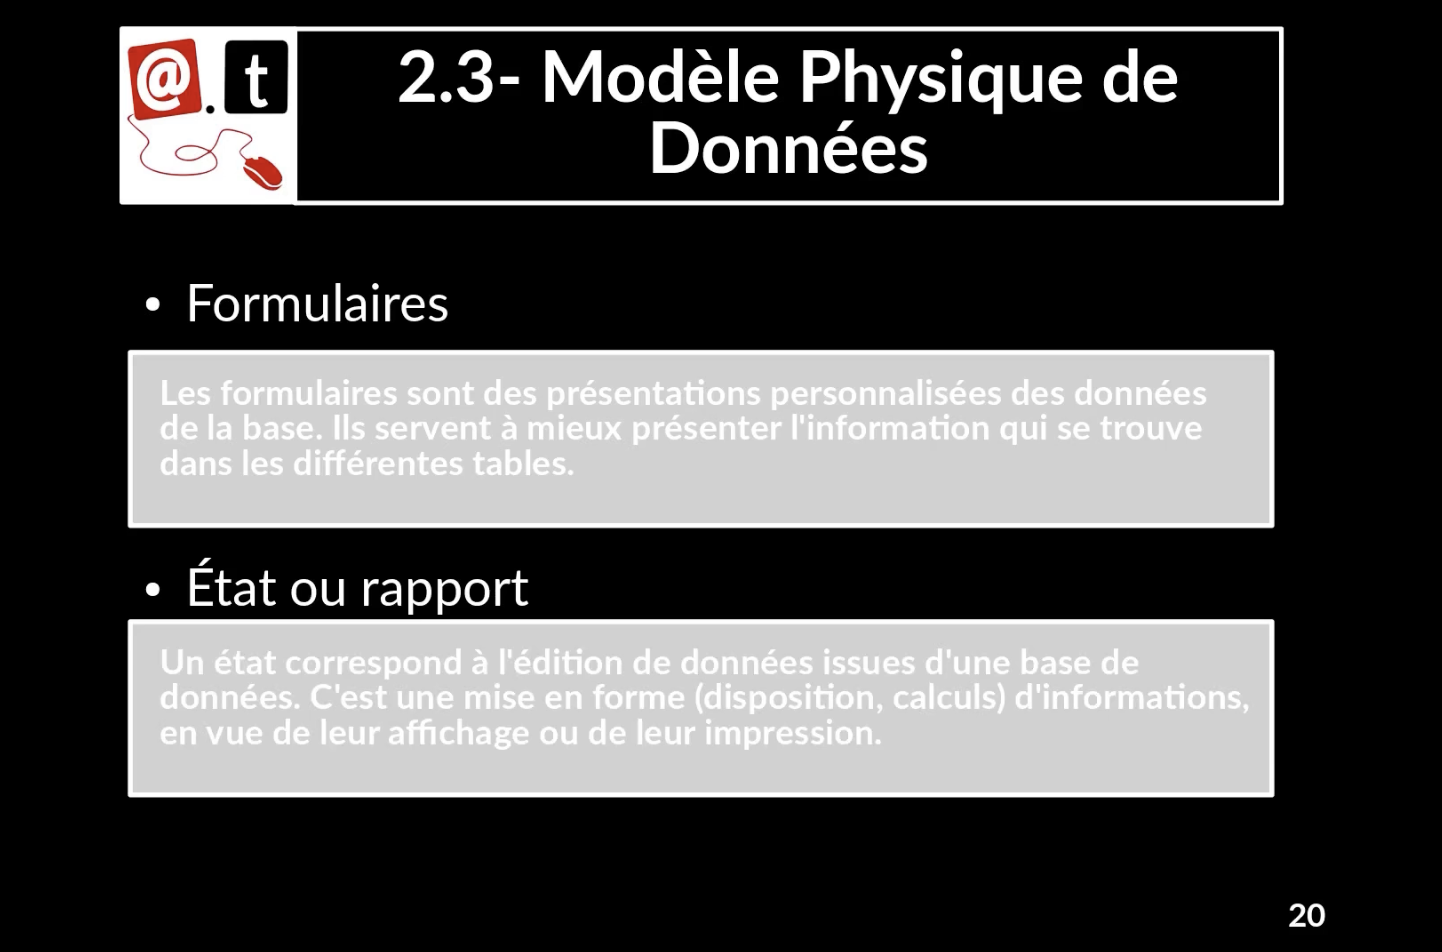 @.t
2.3- Modèle Physique de
Données
• Formulaires
Les formulaires sont des présentations personnalisées des données
de la base. Ils servent à mieux présenter l'information qui se trouve
dans les différentes tables.
• État ou rapport
Un état correspond à l'édition de données issues d'une base de
données. C'est une mise en forme (disposition, calculs) d'informations,
en vue de leur affichage ou de leur impression.
20